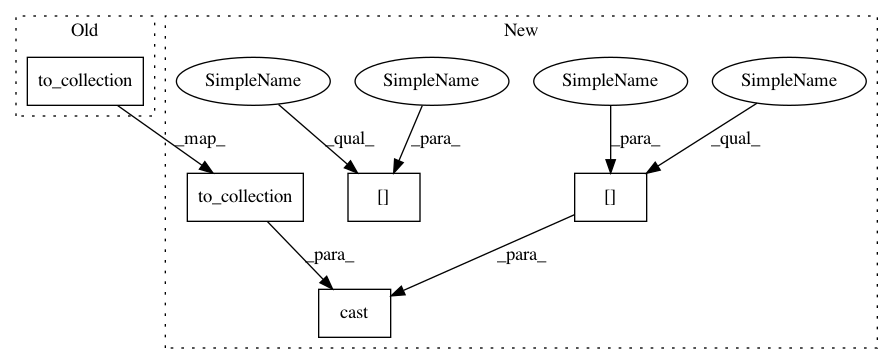 Old
New
to_collection
SimpleName
SimpleName
SimpleName
SimpleName
_map_
_qual_
_para_
_para_
_qual_
to_collection
[]
[]
_para_
_para_
cast